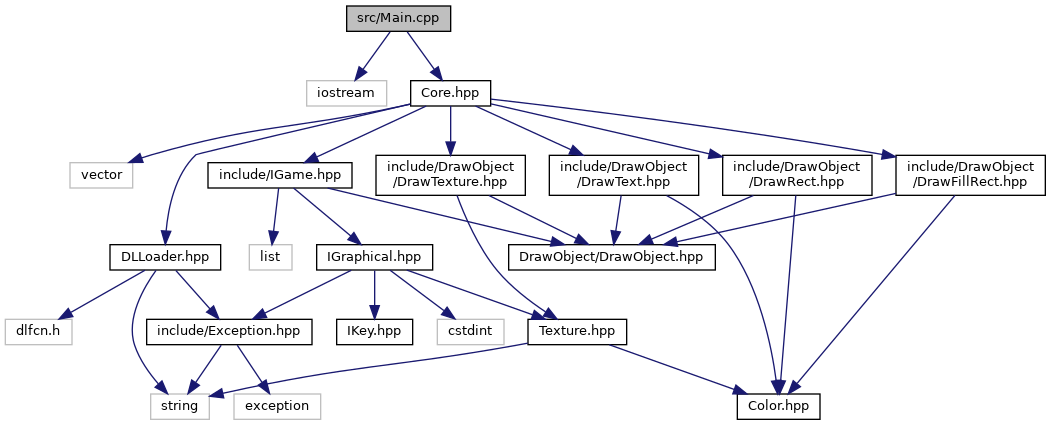 src/Main.cpp
iostream
Core.hpp
vector
include/IGame.hpp
include/DrawObject
/DrawTexture.hpp
include/DrawObject
/DrawText.hpp
include/DrawObject
/DrawRect.hpp
include/DrawObject
/DrawFillRect.hpp
DLLoader.hpp
list
IGraphical.hpp
DrawObject/DrawObject.hpp
dlfcn.h
include/Exception.hpp
IKey.hpp
cstdint
Texture.hpp
string
exception
Color.hpp